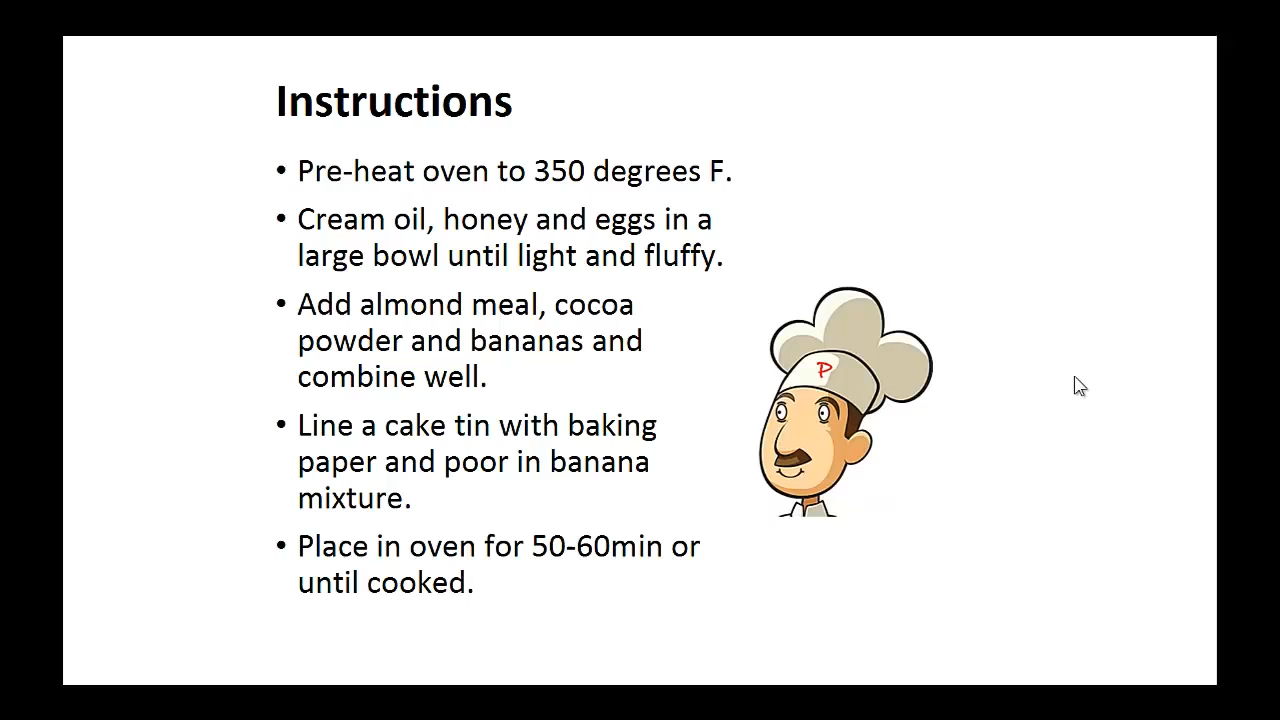 Instructions
• Pre-heat oven to 350 degrees F.
• Cream oil, honey and eggs in a
large bowl until light and fluffy.
• Add almond meal, cocoa
powder and bananas and
combine well.
P
• Line a cake tin with baking
paper and poor in banana
mixture.
• Place in oven for 50-60min or
until cooked.